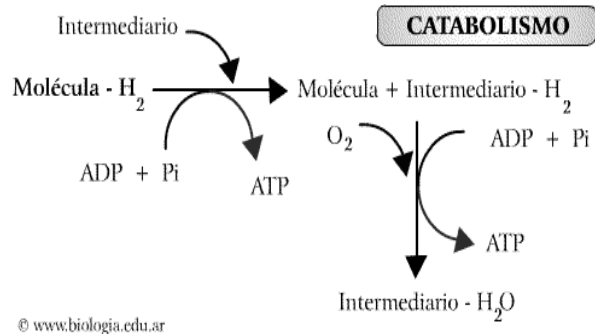 CATABOLISMO
Intermediario
Molécula - H2
Molécula + Intermediario - H2
ADP + Pi
ATP
O2
ADP + Pi
ATP
Intermediario - H2O
© www.biologia.edu.ar